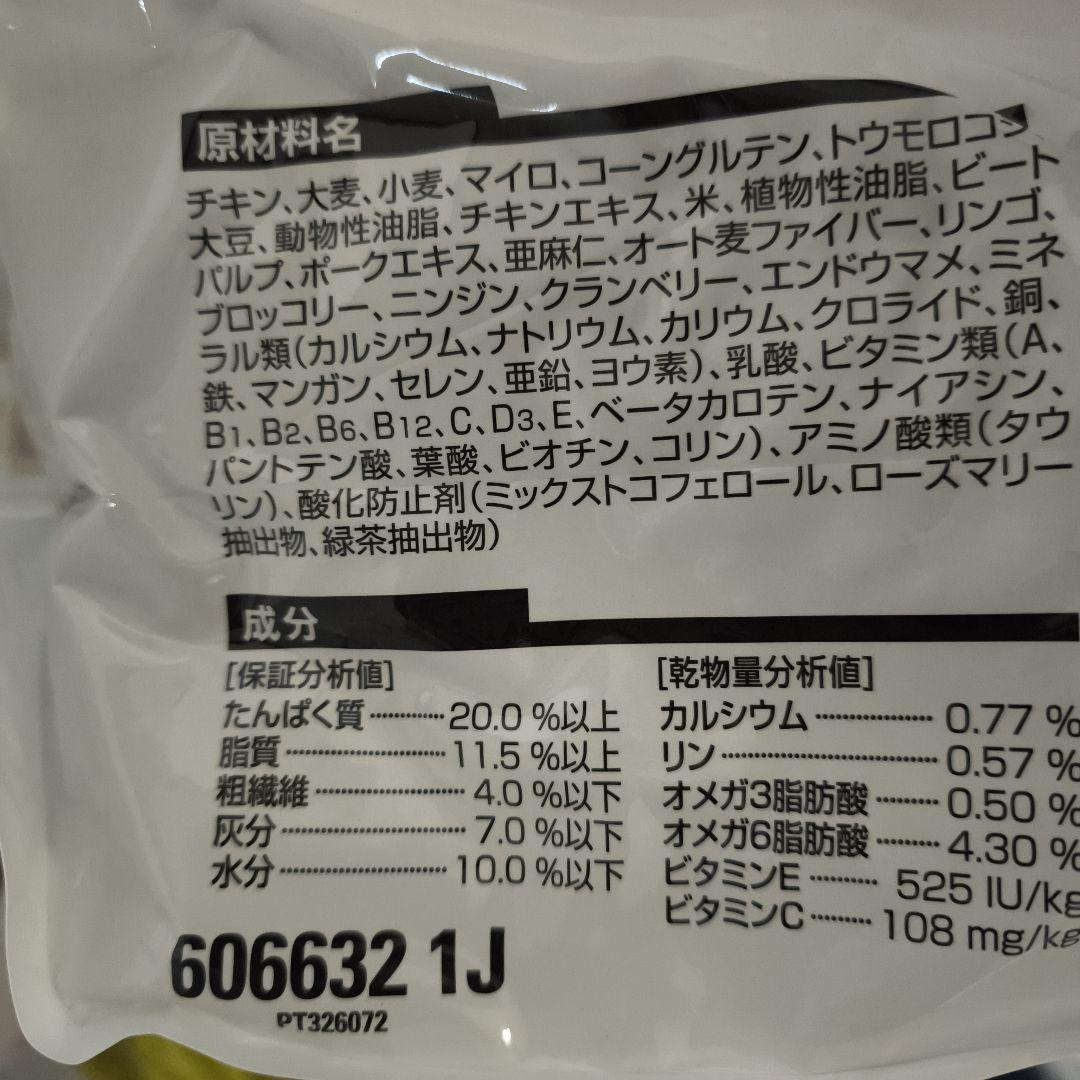 原材料名
チキン、大麦、小麦、マイロ、コーングルテン、トウモロコシ
大豆、動物性油脂、チキンエキス、米、植物性油脂、ビート
パルプ、ポークエキス、亜麻仁、オート麦ファイバー、リンゴ、
ブロッコリー、ニンジン、クランベリー、エンドウマメ、ミネ
ラル類(カルシウム、ナトリウム、カリウム、クロライド、銅、
鉄、マンガン、セレン、亜鉛、ヨウ素)、乳酸、ビタミン類(A、
B1、B2、B6、B12、C、D3、E、ベータカロテン、ナイアシン、
パントテン酸、葉酸、ビオチン、コリン)、アミノ酸類(タウ
リン)、酸化防止剤(ミックストコフェロール、ローズマリー
抽出物、緑茶抽出物)
成分
[保証分析値]
たんぱく質 ………… 20.0 %以上
脂質 ………… 11.5 %以上
粗繊維 ………… 4.0 %以下
灰分 ………… 7.0 %以下
水分 ………… 10.0 %以下
[乾物量分析値]
カルシウム ………… 0.77 %
リン ………… 0.57 %
オメガ3脂肪酸 ……… 0.50 %
オメガ6脂肪酸 ……… 4.30 %
ビタミンE ……… 525 IU/kg
ビタミンC ……… 108 mg/kg
606632 1J
PT326072